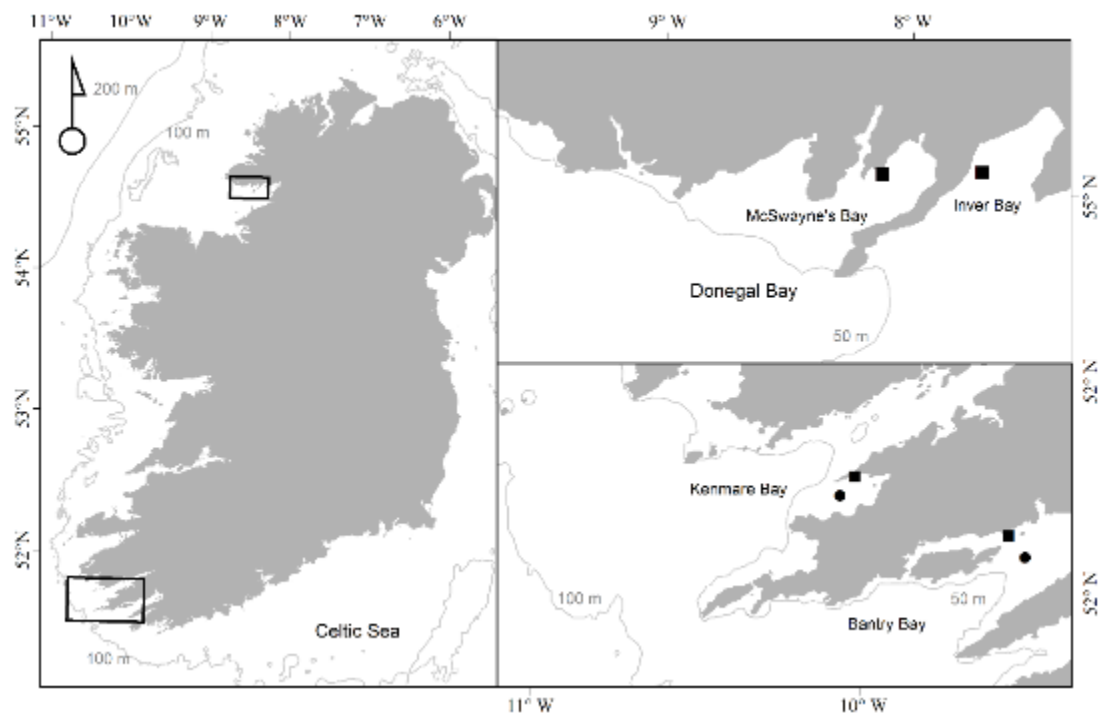 11° W 10° W 9° W 8° W 6° W 9° W 8° W
200 m
100 m
55° N
54° N
53° N
52° N
McSwayne's Bay
Inver Bay
Donegal Bay
50 m
55° N
52° N
Kenmare Bay
100 m
50 m
Bantry Bay
52° N
Celtic Sea
100 m
11° W 10° W